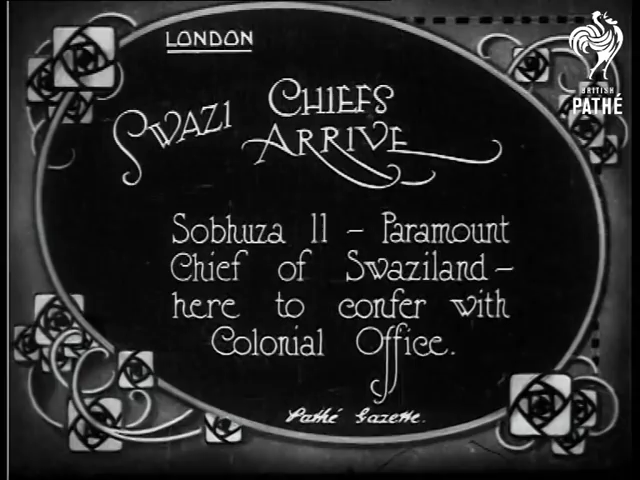 LONDON
SWAZI CHIEFS
ARRIVE
Sobhuza II – Paramount
Chief of Swaziland –
here to confer with
Colonial Office.
Pathé Gazette.
BRITISH
PATHÉ